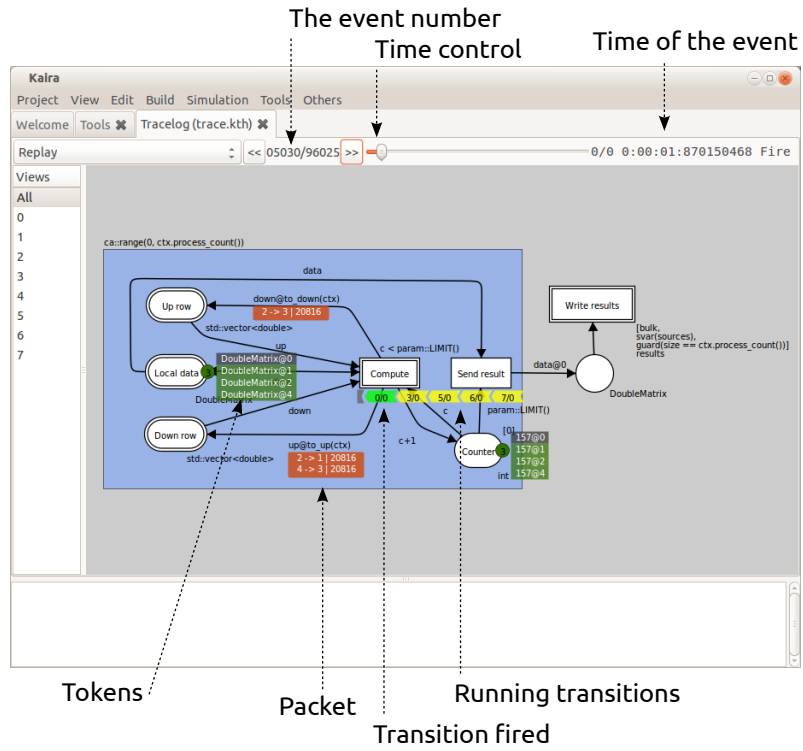 The event number
Time control
Time of the event
Kaira
Project View Edit Build Simulation Tools Others
Welcome Tools ✖ Tracelog (trace.kth) ✖
Replay << 05030/96025 >> 0/0 0:00:01:870150468 Fire
Views
All
0
1
2
3
4
5
6
7
ca::range(0, ctx.process_count())
data
Up row
down@to_down(ctx)
2 -> 3 | 20816
std::vector<double>
up
c < param::LIMIT()
Write results
[bulk,
svar(sources),
guard(size == ctx.process_count())]
results
Local data
3
DoubleMatrix@0
DoubleMatrix@1
DoubleMatrix@2
DoubleMatrix@4
DoubleMatrix
Compute
Send result
data@0
DoubleMatrix
0/0 3/0 5/0 6/0 7/0
down
c
param::LIMIT()
Down row
std::vector<double>
up@to_up(ctx)
2 -> 1 | 20816
4 -> 3 | 20816
c+1
[0]
Counter
3
157@0
157@1
157@2
157@4
int
Tokens
Packet
Running transitions
Transition fired